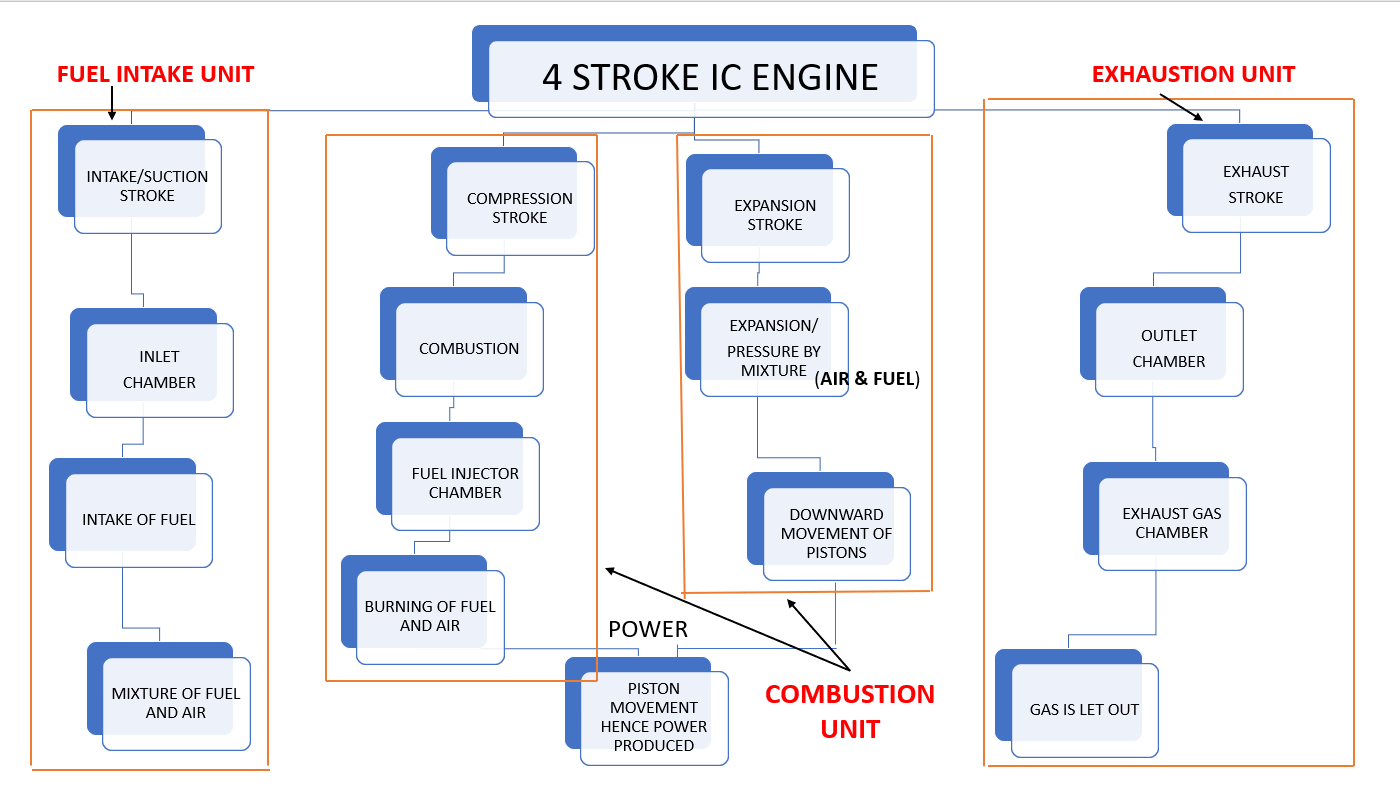 4 STROKE IC ENGINE
FUEL INTAKE UNIT
INTAKE/SUCTION
STROKE
INLET
CHAMBER
INTAKE OF FUEL
MIXTURE OF FUEL
AND AIR
COMPRESSION
STROKE
COMBUSTION
FUEL INJECTOR
CHAMBER
BURNING OF FUEL
AND AIR
EXPANSION
STROKE
EXPANSION/
PRESSURE BY
MIXTURE
(AIR & FUEL)
DOWNWARD
MOVEMENT OF
PISTONS
POWER
PISTON
MOVEMENT
HENCE POWER
PRODUCED
COMBUSTION
UNIT
EXHAUSTION UNIT
EXHAUST
STROKE
OUTLET
CHAMBER
EXHAUST GAS
CHAMBER
GAS IS LET OUT